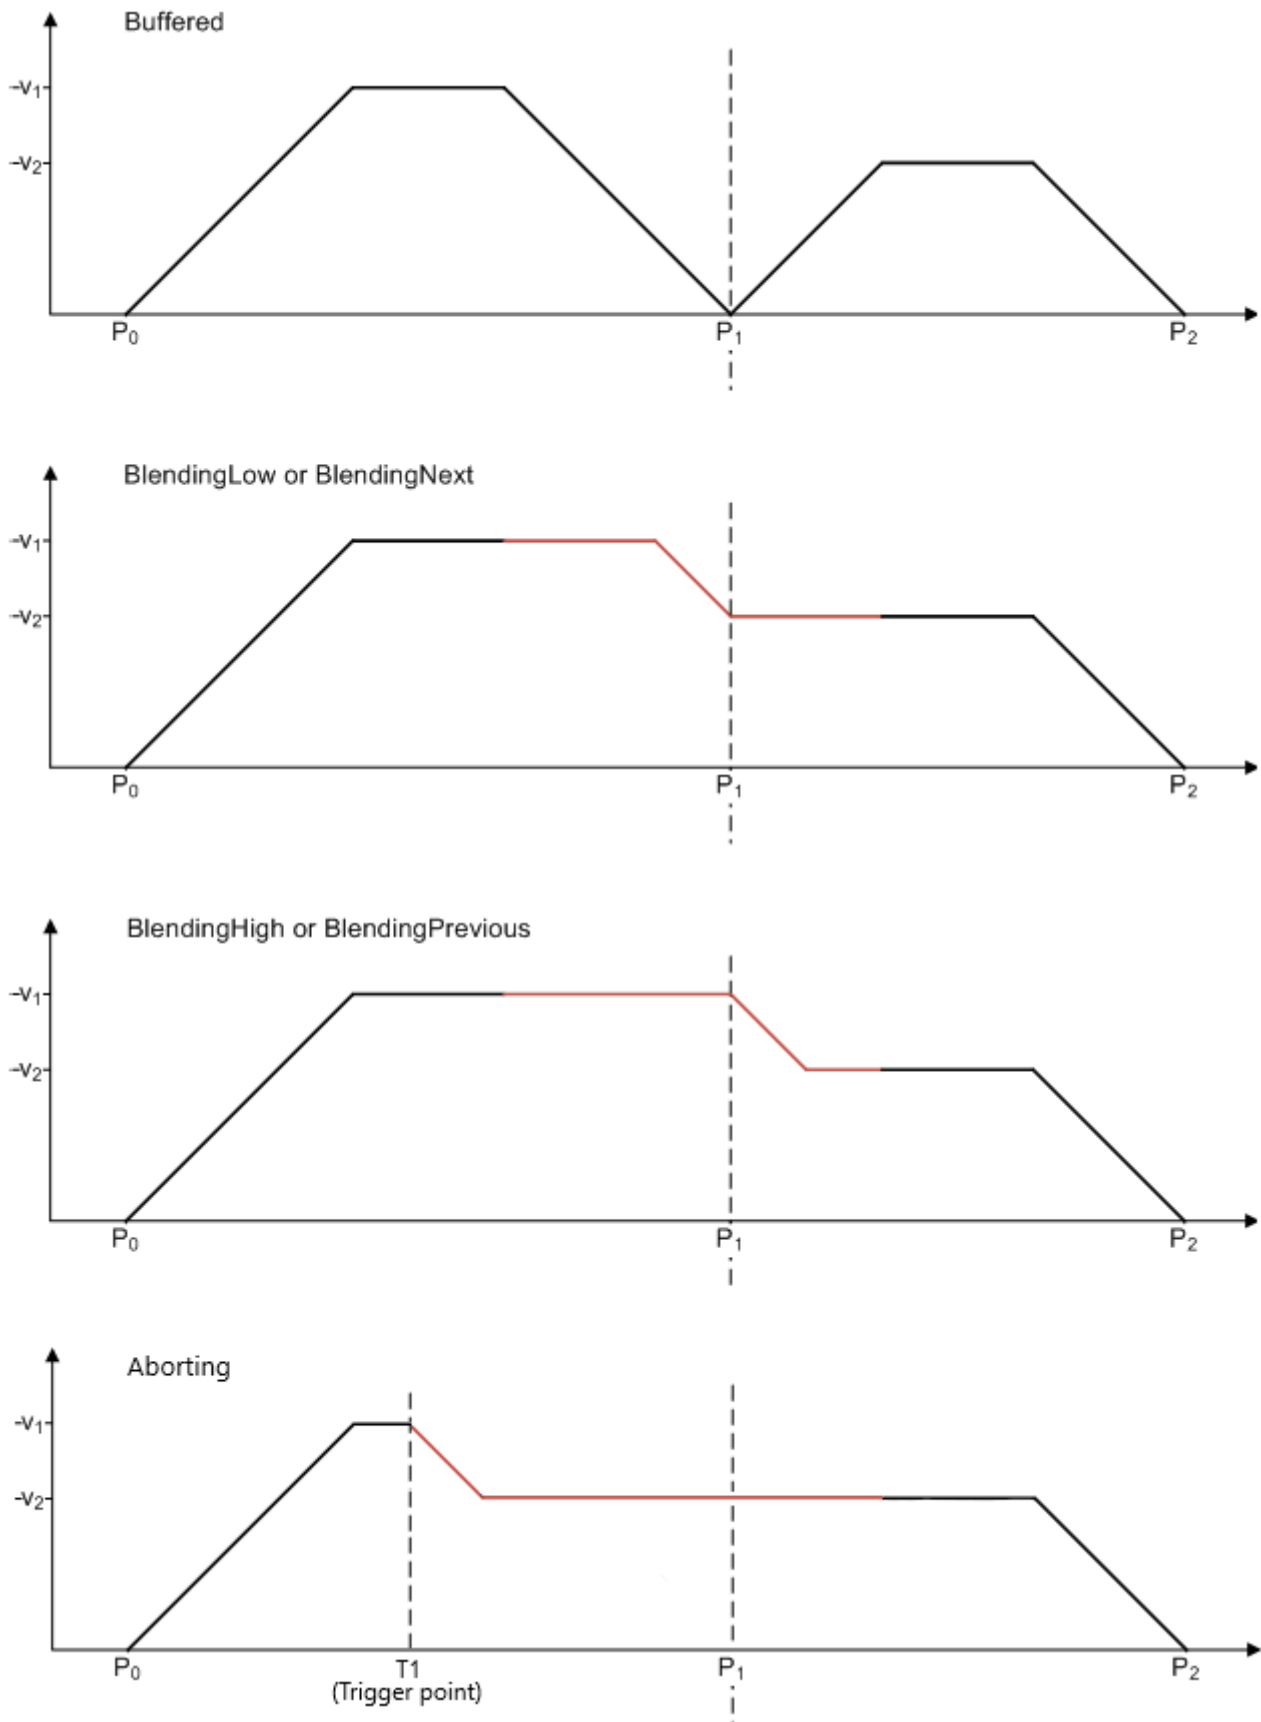 Buffered
-v₁
-v₂
P₀ P₁ P₂
BlendingLow or BlendingNext
-v₁
-v₂
P₀ P₁ P₂
BlendingHigh or BlendingPrevious
-v₁
-v₂
P₀ P₁ P₂
Aborting
-v₁
-v₂
P₀ T1 P₁ P₂
(Trigger point)